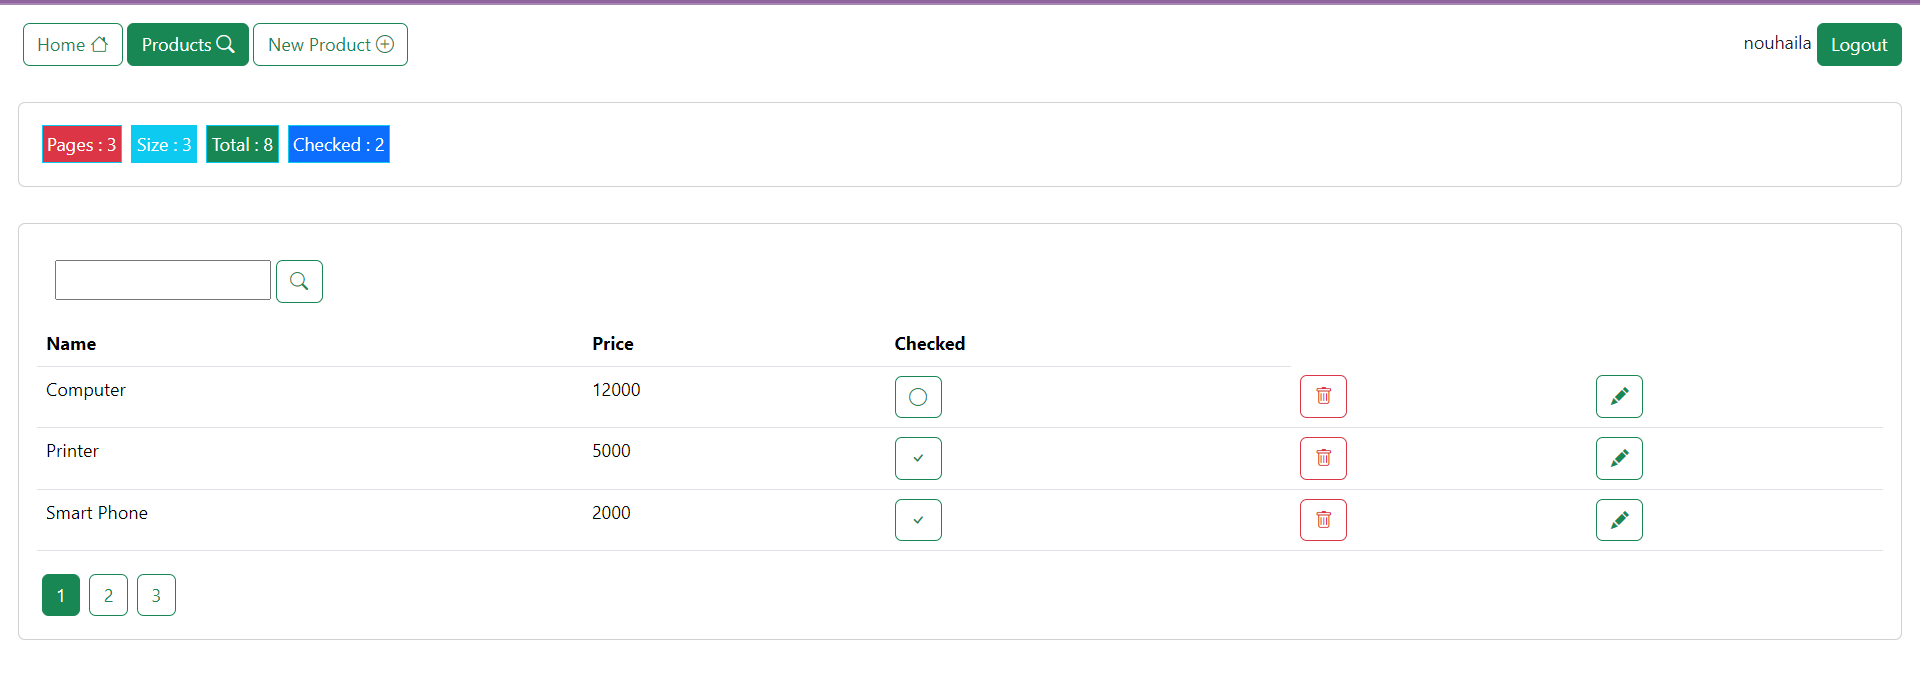 Home Products New Product nouhaila Logout
Pages : 3 Size : 3 Total : 8 Checked : 2
Name Price Checked
Computer 12000
Printer 5000
Smart Phone 2000
1 2 3